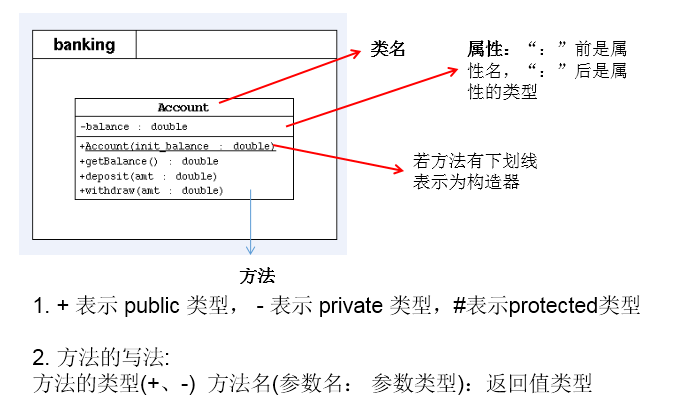 banking
类名
属性：“：”前是属
性名，“：”后是属
性的类型
Account
-balance : double
+Account(init_balance : double)
+getBalance() : double
+deposit(amt : double)
+withdraw(amt : double)
若方法有下划线
表示为构造器
方法
1. + 表示 public 类型， - 表示 private 类型，#表示protected类型
2. 方法的写法:
方法的类型(+、-) 方法名(参数名： 参数类型)：返回值类型